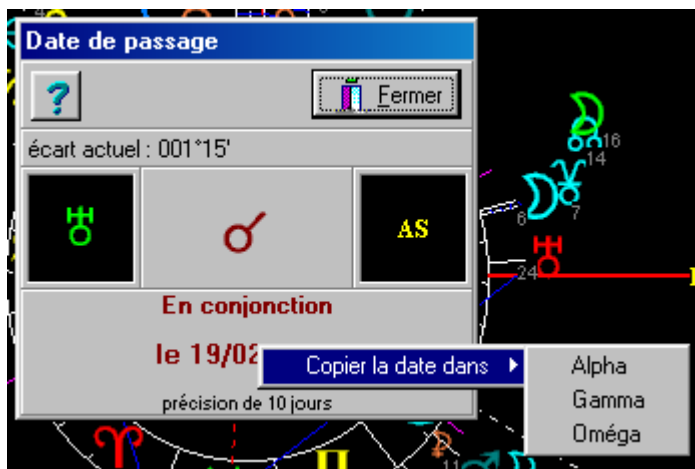 Date de passage
?
Fermer
écart actuel : 001°15'
AS
En conjonction
le 19/02
Copier la date dans
précision de 10 jours
Alpha
Gamma
Oméga
16
14
6
7
24
11